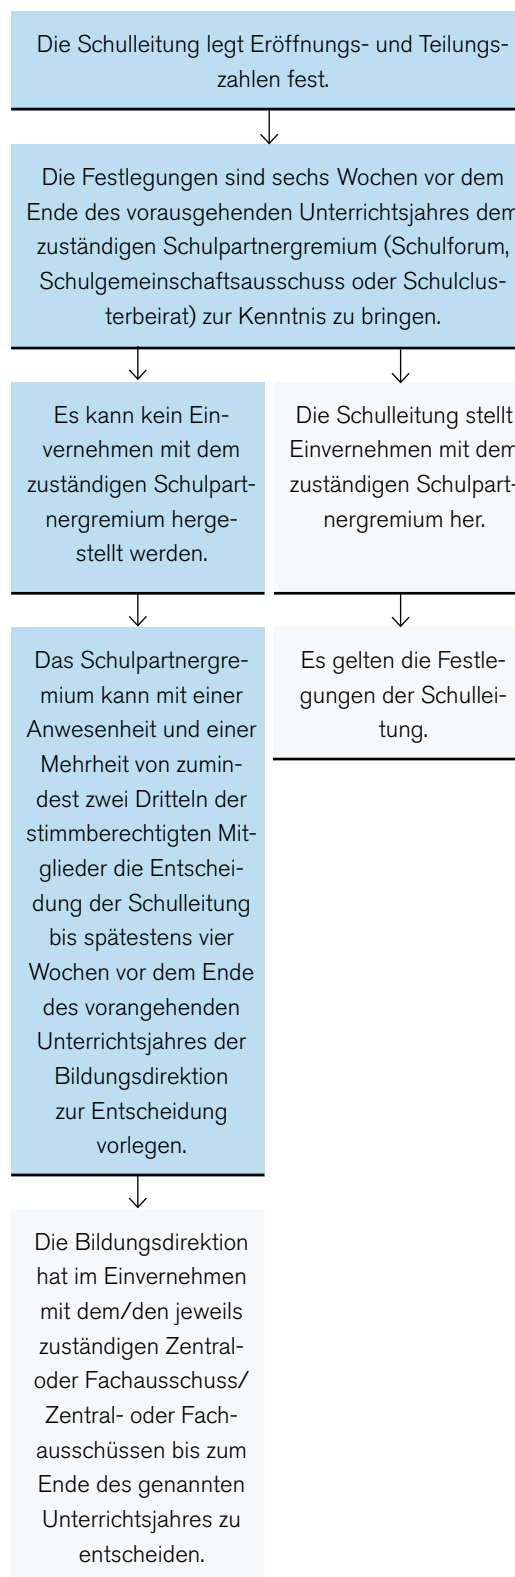 Die Schulleitung legt Eröffnungs- und Teilungs-
zahlen fest.
Die Festlegungen sind sechs Wochen vor dem
Ende des vorausgehenden Unterrichtsjahres dem
zuständigen Schulpartnergremium (Schulforum,
Schulgemeinschaftsausschuss oder Schulclus-
terbeirat) zur Kenntnis zu bringen.
Es kann kein Ein-
vernehmen mit dem
zuständigen Schulpart-
nergremium herge-
stellt werden.
Die Schulleitung stellt
Einvernehmen mit dem
zuständigen Schulpart-
nergremium her.
Das Schulpartnergre-
mium kann mit einer
Anwesenheit und einer
Mehrheit von zumin-
dest zwei Dritteln der
stimmberechtigten Mit-
glieder die Entschei-
dung der Schulleitung
bis spätestens vier
Wochen vor dem Ende
des vorangehenden
Unterrichtsjahres der
Bildungsdirektion
zur Entscheidung
vorlegen.
Es gelten die Festle-
gungen der Schullei-
tung.
Die Bildungsdirektion
hat im Einvernehmen
mit dem/den jeweils
zuständigen Zentral-
oder Fachausschuss/
Zentral- oder Fach-
ausschüssen bis zum
Ende des genannten
Unterrichtsjahres zu
entscheiden.